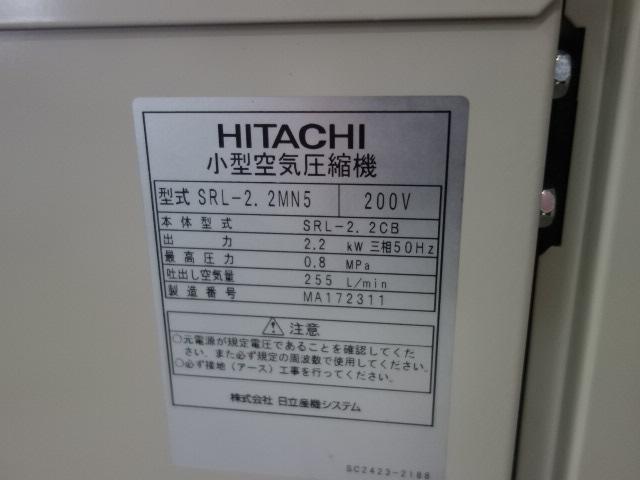 HITACHI
小型空気圧縮機
型式 SRL-2.2MN5 200V
本体型式 SRL-2.2CB
出力 2.2 kW 三相50Hz
最高圧力 0.8 MPa
吐出し空気量 255 L/min
製造番号 MA172311
⚠ 注意
○元電源が規定電圧であることを確認してくだ
さい。また必ず規定の周波数で使用してください。
○必ず接地（アース）工事を行ってください。
株式会社 日立産機システム
SC2423-2188